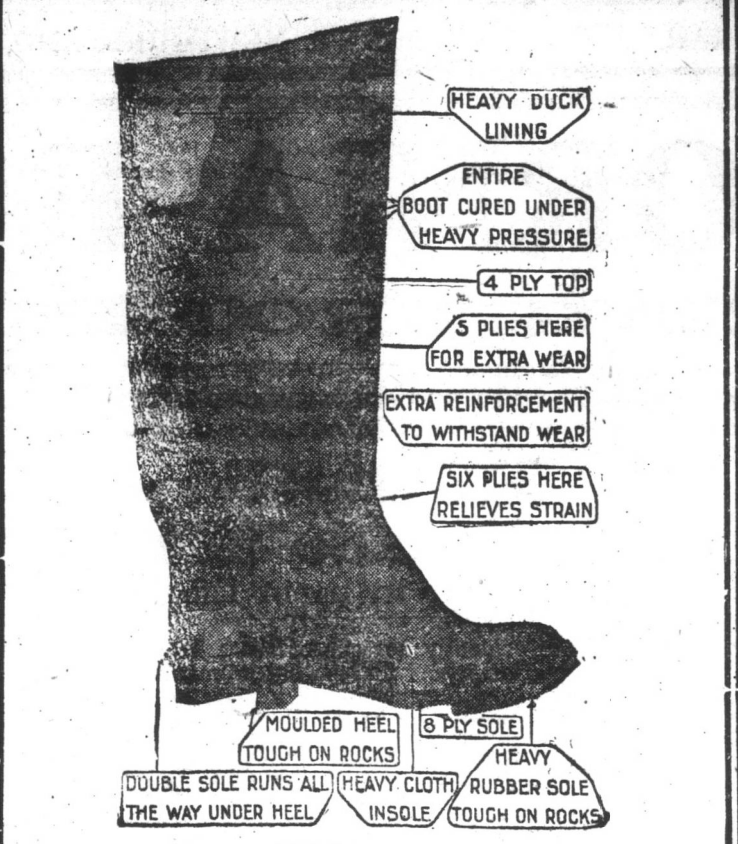 HEAVY DUCK
LINING
ENTIRE
BOOT CURED UNDER
HEAVY PRESSURE
4 PLY TOP
5 PLIES HERE
FOR EXTRA WEAR
EXTRA REINFORCEMENT
TO WITHSTAND WEAR
SIX PLIES HERE
RELIEVES STRAIN
MOULDED HEEL
TOUGH ON ROCKS
8 PLY SOLE
DOUBLE SOLE RUNS ALL
THE WAY UNDER HEEL
HEAVY CLOTH
INSOLE
HEAVY
RUBBER SOLE
TOUGH ON ROCKS